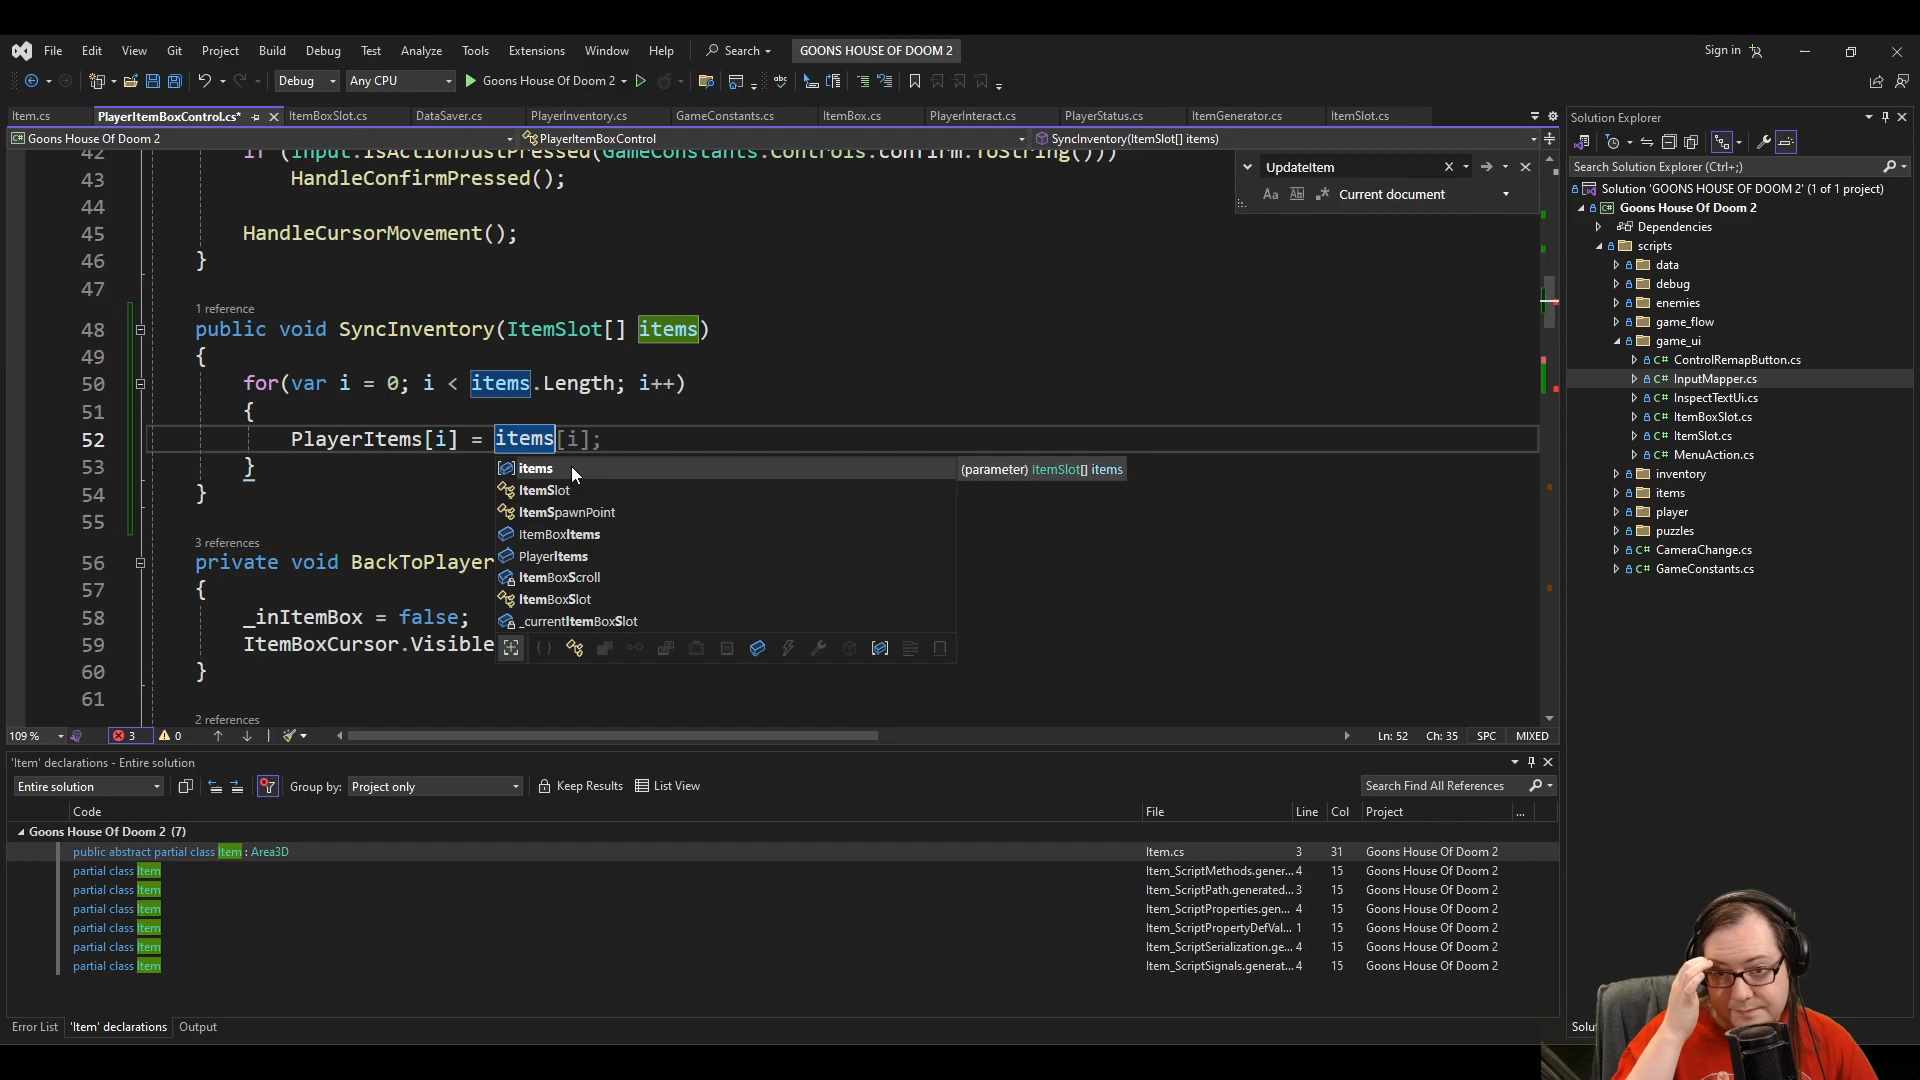 File Edit View Git Project Build Debug Test Analyze Tools Extensions Window Help Search GOONS HOUSE OF DOOM 2 Sign in
Debug Any CPU Goons House Of Doom 2
Item.cs PlayerItemBoxControl.cs* ItemBoxSlot.cs DataSaver.cs PlayerInventory.cs GameConstants.cs ItemBox.cs PlayerInteract.cs PlayerStatus.cs ItemGenerator.cs ItemSlot.cs
Goons House Of Doom 2 PlayerItemBoxControl SyncInventory(ItemSlot[] items)
42 if (Input.IsActionJustPressed(GameConstants.Controls.confirm.ToString()))
43 HandleConfirmPressed();
44
45 HandleCursorMovement();
46 }
47
1 reference
48 public void SyncInventory(ItemSlot[] items)
49 {
50 for(var i = 0; i < items.Length; i++)
51 {
52 PlayerItems[i] = items[i];
53 }
54 }
55
3 references
56 private void BackToPlayer
57 {
58 _inItemBox = false;
59 ItemBoxCursor.Visible
60 }
61
2 references
items
ItemSlot
ItemSpawnPoint
ItemBoxItems
PlayerItems
ItemBoxScroll
ItemBoxSlot
_currentItemBoxSlot
(parameter) ItemSlot[] items
UpdateItem
Aa Ab Current document
109 % 3 0 Ln: 52 Ch: 35 SPC MIXED
'Item' declarations - Entire solution
Entire solution Group by: Project only Keep Results List View Search Find All References
Code File Line Col Project ...
Goons House Of Doom 2 (7)
public abstract partial class Item : Area3D Item.cs 3 31 Goons House Of Doom 2
partial class Item Item_ScriptMethods.gener... 4 15 Goons House Of Doom 2
partial class Item Item_ScriptPath.generated... 3 15 Goons House Of Doom 2
partial class Item Item_ScriptProperties.gen... 4 15 Goons House Of Doom 2
partial class Item Item_ScriptPropertyDefVal... 1 15 Goons House Of Doom 2
partial class Item Item_ScriptSerialization.ge... 4 15 Goons House Of Doom 2
partial class Item Item_ScriptSignals.generat... 4 15 Goons House Of Doom 2
Error List 'Item' declarations Output
Solution Explorer
Search Solution Explorer (Ctrl+;)
Solution 'GOONS HOUSE OF DOOM 2' (1 of 1 project)
Goons House Of Doom 2
Dependencies
scripts
data
debug
enemies
game_flow
game_ui
C# ControlRemapButton.cs
C# InputMapper.cs
C# InspectTextUi.cs
C# ItemBoxSlot.cs
C# ItemSlot.cs
C# MenuAction.cs
inventory
items
player
puzzles
C# CameraChange.cs
C# GameConstants.cs
Solu